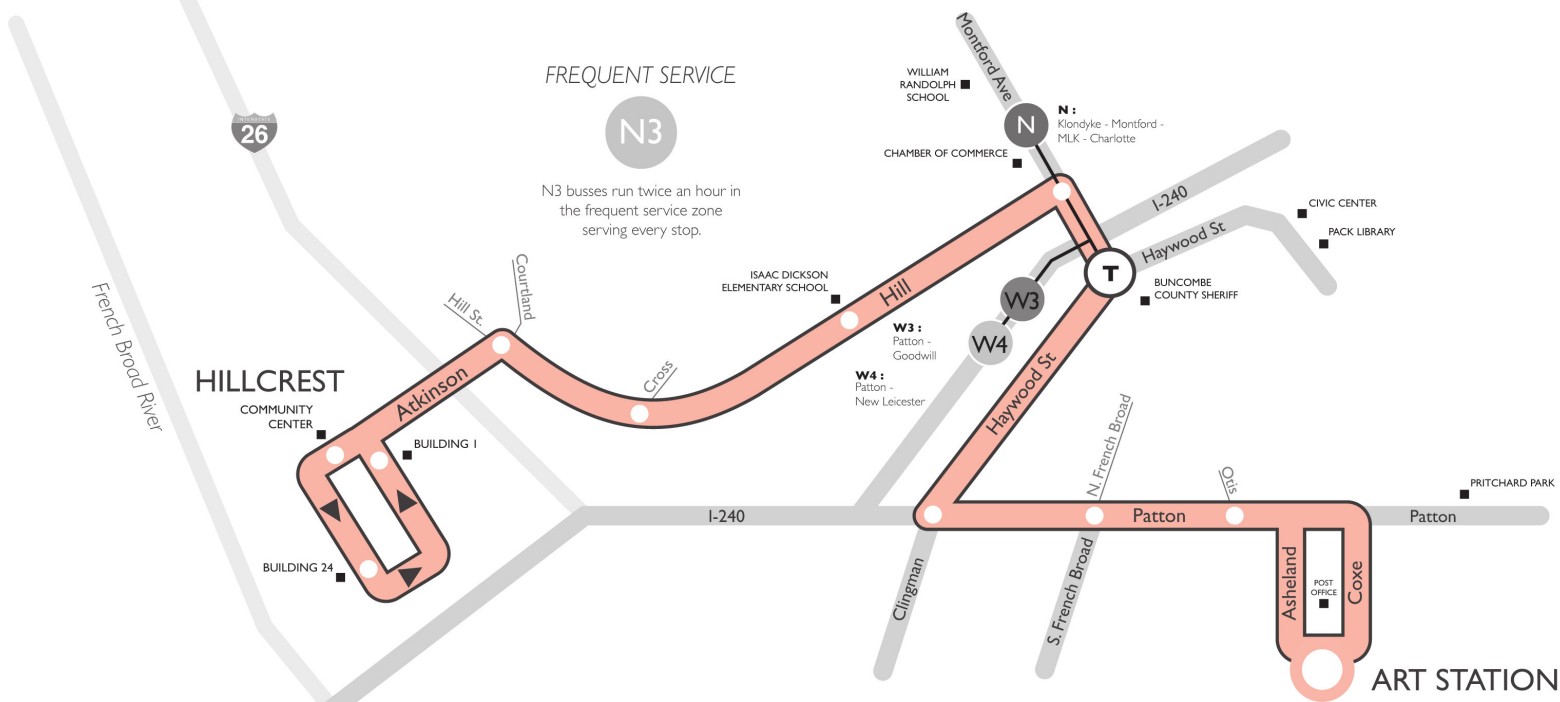 Montford Ave
FREQUENT SERVICE
N3
N3 busses run twice an hour in
the frequent service zone
serving every stop.
INTERSTATE
26
French Broad River
WILLIAM
RANDOLPH
SCHOOL
N
N :
Klondyke - Montford -
MLK - Charlotte
CHAMBER OF COMMERCE
I-240
Haywood St
CIVIC CENTER
PACK LIBRARY
T
BUNCOMBE
COUNTY SHERIFF
ISAAC DICKSON
ELEMENTARY SCHOOL
Hill
W3
W4
W3 :
Patton -
Goodwill
W4 :
Patton -
New Leicester
Haywood St
Courtland
Hill St.
Cross
HILLCREST
Atkinson
COMMUNITY
CENTER
BUILDING 1
BUILDING 24
I-240
N. French Broad
Otis
Patton
PRITCHARD PARK
Patton
Clingman
S. French Broad
Asheland
POST
OFFICE
Coxe
ART STATION